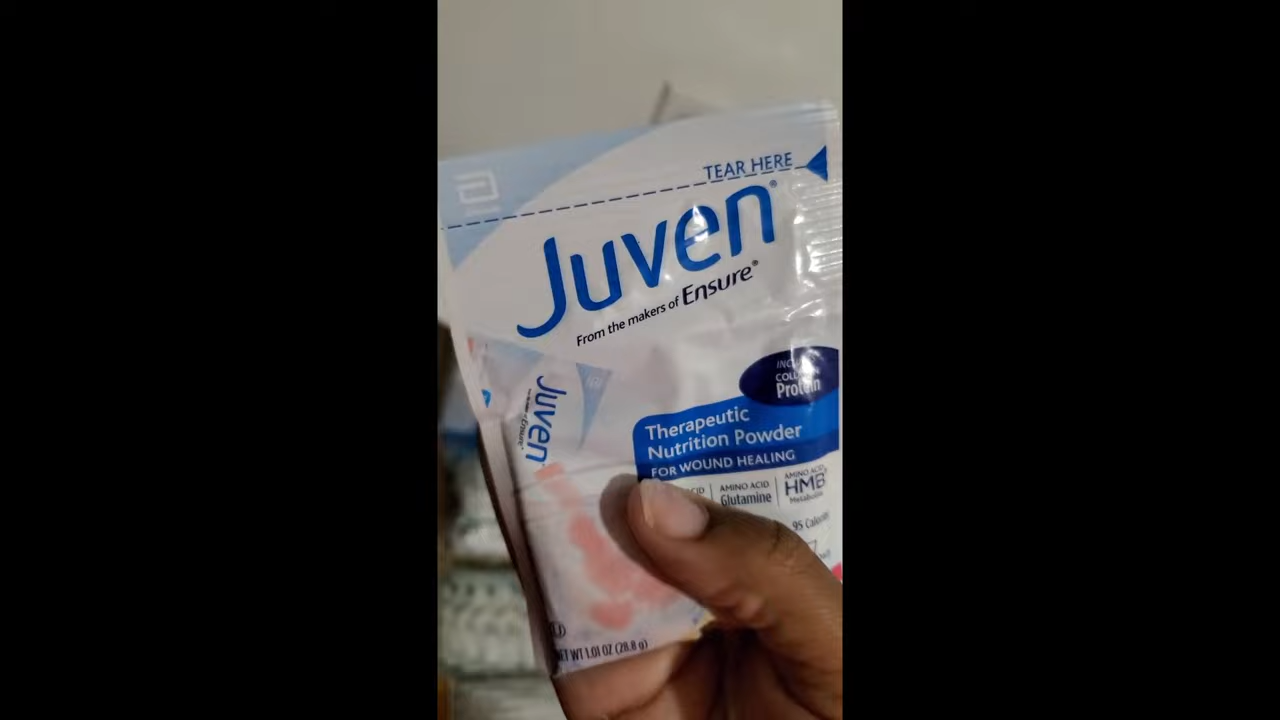 TEAR HERE
Juven®
From the makers of Ensure®
Protein
Therapeutic
Nutrition Powder
FOR WOUND HEALING
AMINO ACID
Glutamine
AMINO ACID
HMB
Metabolite
95 Calories
Juven
Ensure
NET WT 1.01 OZ (28.8 g)